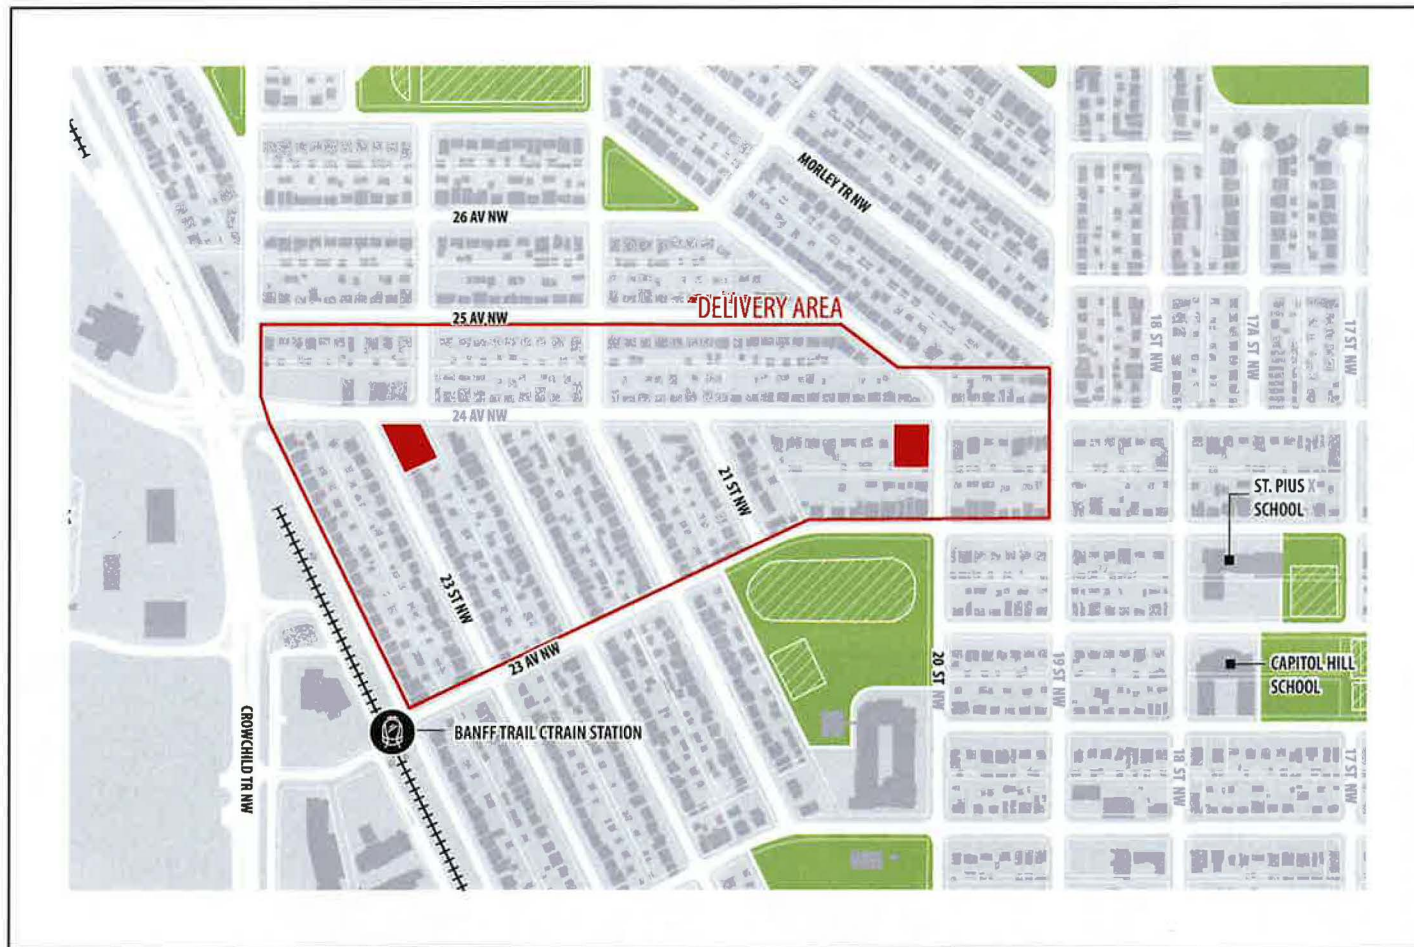 MORLEY TR NW
26 AV NW
DELIVERY AREA
25 AV NW
18 ST NW
17A ST NW
17 ST NW
24 AV NW
21 ST NW
ST. PIUS X
SCHOOL
23 ST NW
23 AV NW
20 ST NW
19 ST NW
CAPITOL HILL
SCHOOL
BANFF TRAIL CTRAIN STATION
CROWCHILD TR NW
18 ST NW
17 ST NW